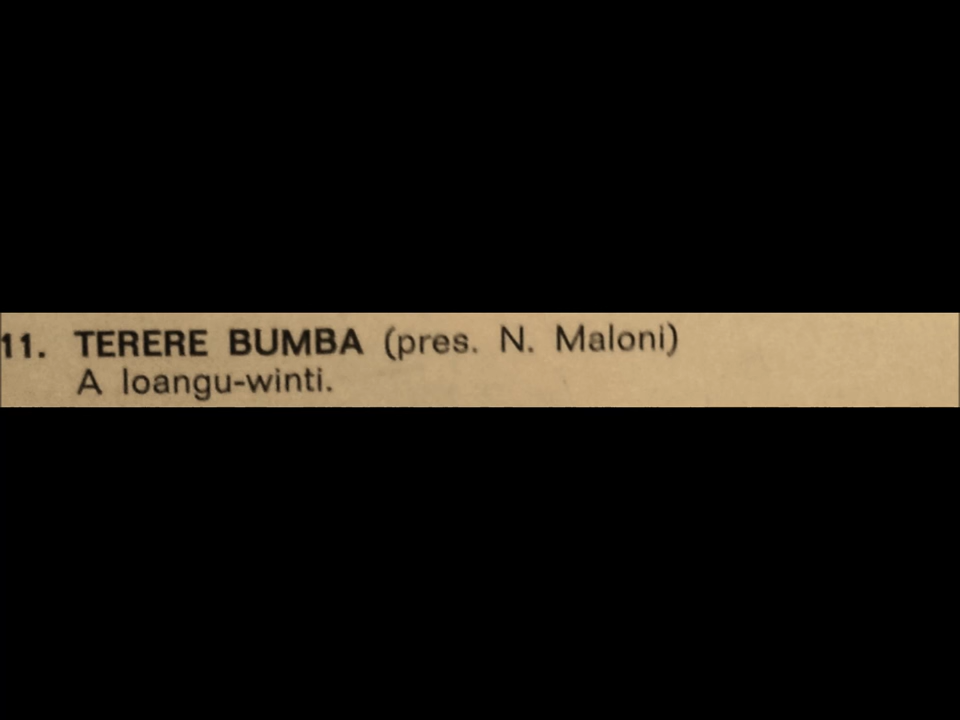 11. TERERE BUMBA (pres. N. Maloni)
A loangu-winti.